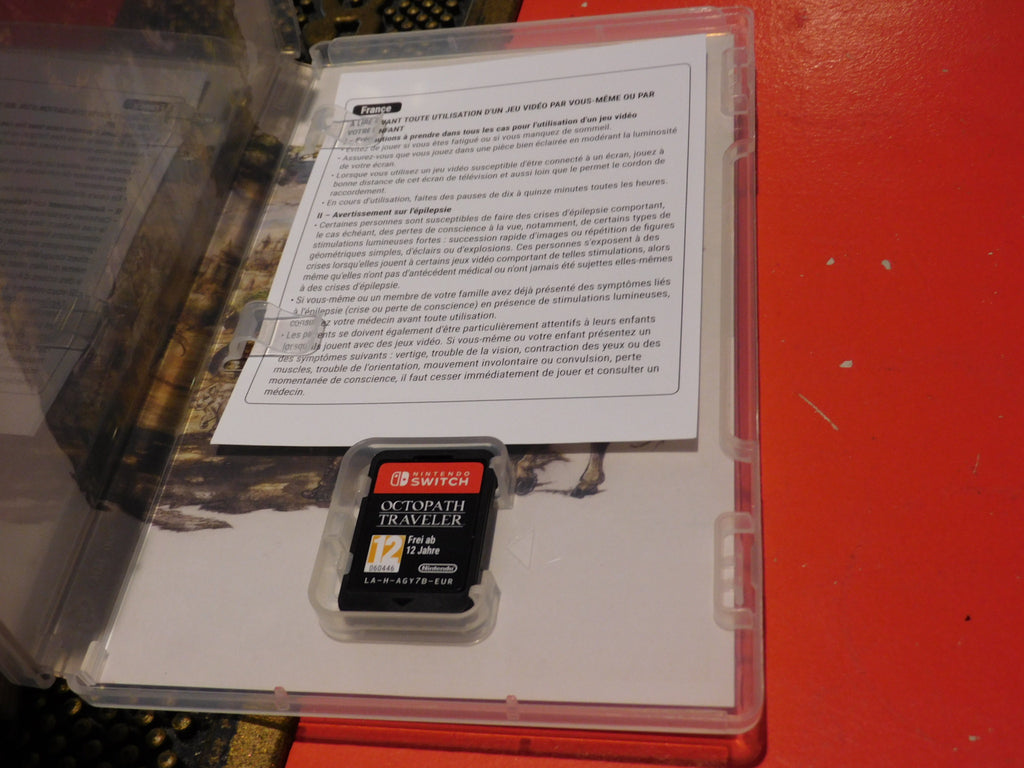 France
À LIRE AVANT TOUTE UTILISATION D'UN JEU VIDÉO PAR VOUS-MÊME OU PAR
VOTRE ENFANT
I – Précautions à prendre dans tous les cas pour l'utilisation d'un jeu vidéo
• Évitez de jouer si vous êtes fatigué ou si vous manquez de sommeil.
• Assurez-vous que vous jouez dans une pièce bien éclairée en modérant la luminosité
de votre écran.
• Lorsque vous utilisez un jeu vidéo susceptible d'être connecté à un écran, jouez à
bonne distance de cet écran de télévision et aussi loin que le permet le cordon de
raccordement.
• En cours d'utilisation, faites des pauses de dix à quinze minutes toutes les heures.
II – Avertissement sur l'épilepsie
• Certaines personnes sont susceptibles de faire des crises d'épilepsie comportant,
le cas échéant, des pertes de conscience à la vue, notamment, de certains types de
stimulations lumineuses fortes : succession rapide d'images ou répétition de figures
géométriques simples, d'éclairs ou d'explosions. Ces personnes s'exposent à des
crises lorsqu'elles jouent à certains jeux vidéo comportant de telles stimulations, alors
même qu'elles n'ont pas d'antécédent médical ou n'ont jamais été sujettes elles-mêmes
à des crises d'épilepsie.
• Si vous-même ou un membre de votre famille avez déjà présenté des symptômes liés
à l'épilepsie (crise ou perte de conscience) en présence de stimulations lumineuses,
consultez votre médecin avant toute utilisation.
• Les parents se doivent également d'être particulièrement attentifs à leurs enfants
lorsqu'ils jouent avec des jeux vidéo. Si vous-même ou votre enfant présentez un
des symptômes suivants : vertige, trouble de la vision, contraction des yeux ou des
muscles, trouble de l'orientation, mouvement involontaire ou convulsion, perte
momentanée de conscience, il faut cesser immédiatement de jouer et consulter un
médecin.
NINTENDO
SWITCH
OCTOPATH
TRAVELER
12
Frei ab
12 Jahre
060446
Nintendo
LA-H-AGY7B-EUR